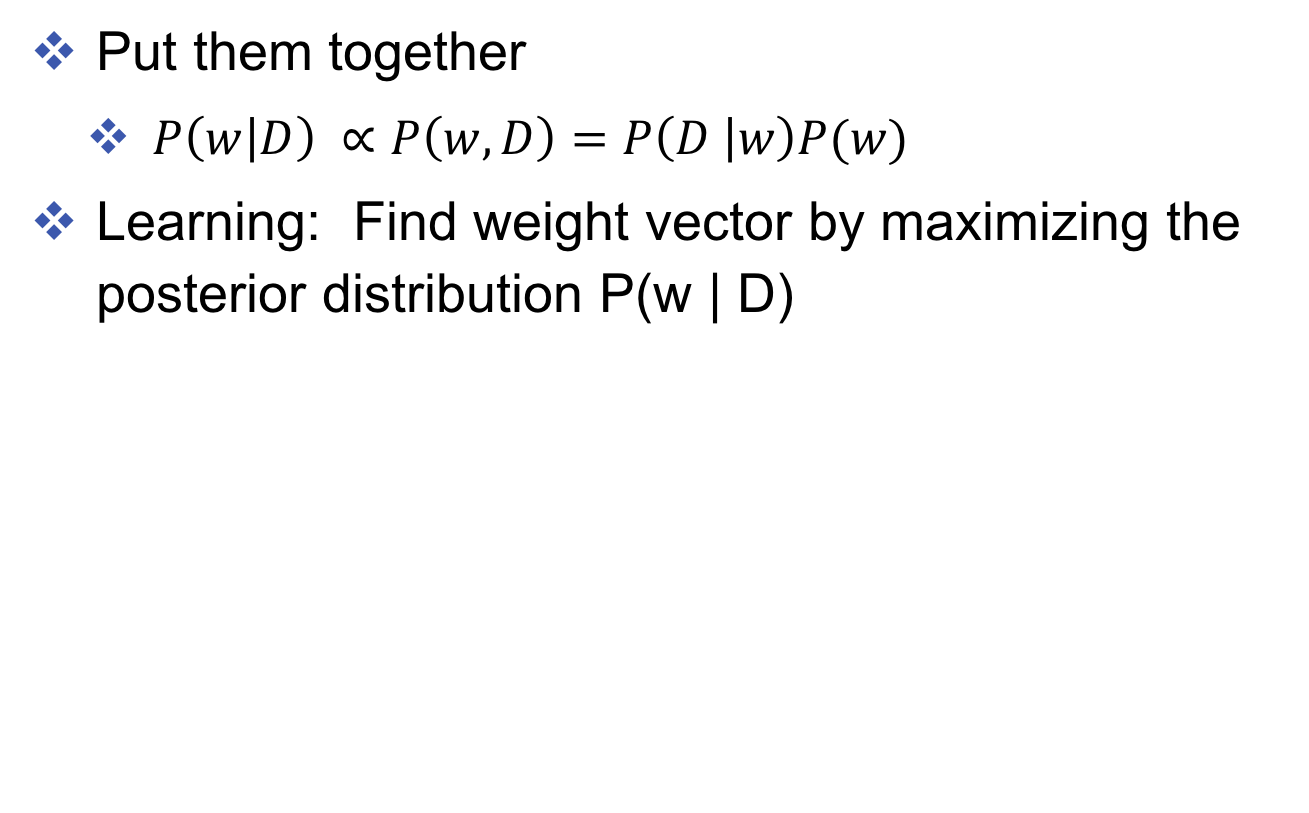 ❖ Put them together
❖ P(w|D) ∝ P(w, D) = P(D |w)P(w)
❖ Learning: Find weight vector by maximizing the
posterior distribution P(w | D)